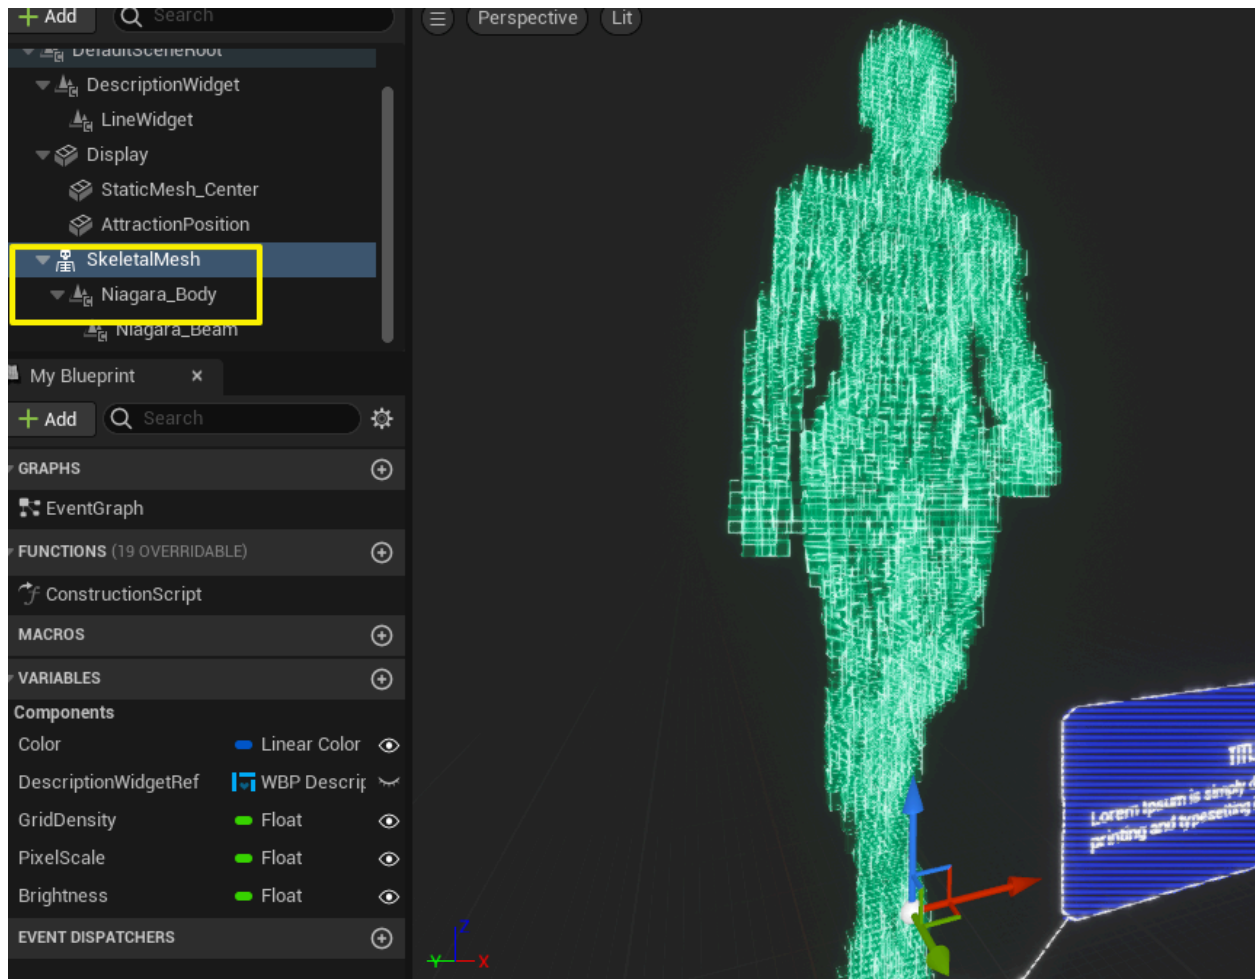 Add
Search
Perspective
Lit
DefaultSceneRoot
DescriptionWidget
LineWidget
Display
StaticMesh_Center
AttractionPosition
SkeletalMesh
Niagara_Body
Niagara_Beam
My Blueprint
Add
Search
GRAPHS
EventGraph
FUNCTIONS (19 OVERRIDABLE)
ConstructionScript
MACROS
VARIABLES
Components
Color Linear Color
DescriptionWidgetRef WBP Descrip
GridDensity Float
PixelScale Float
Brightness Float
EVENT DISPATCHERS
Z
Y X
Lorem Ipsum is simply
printing and typesetting